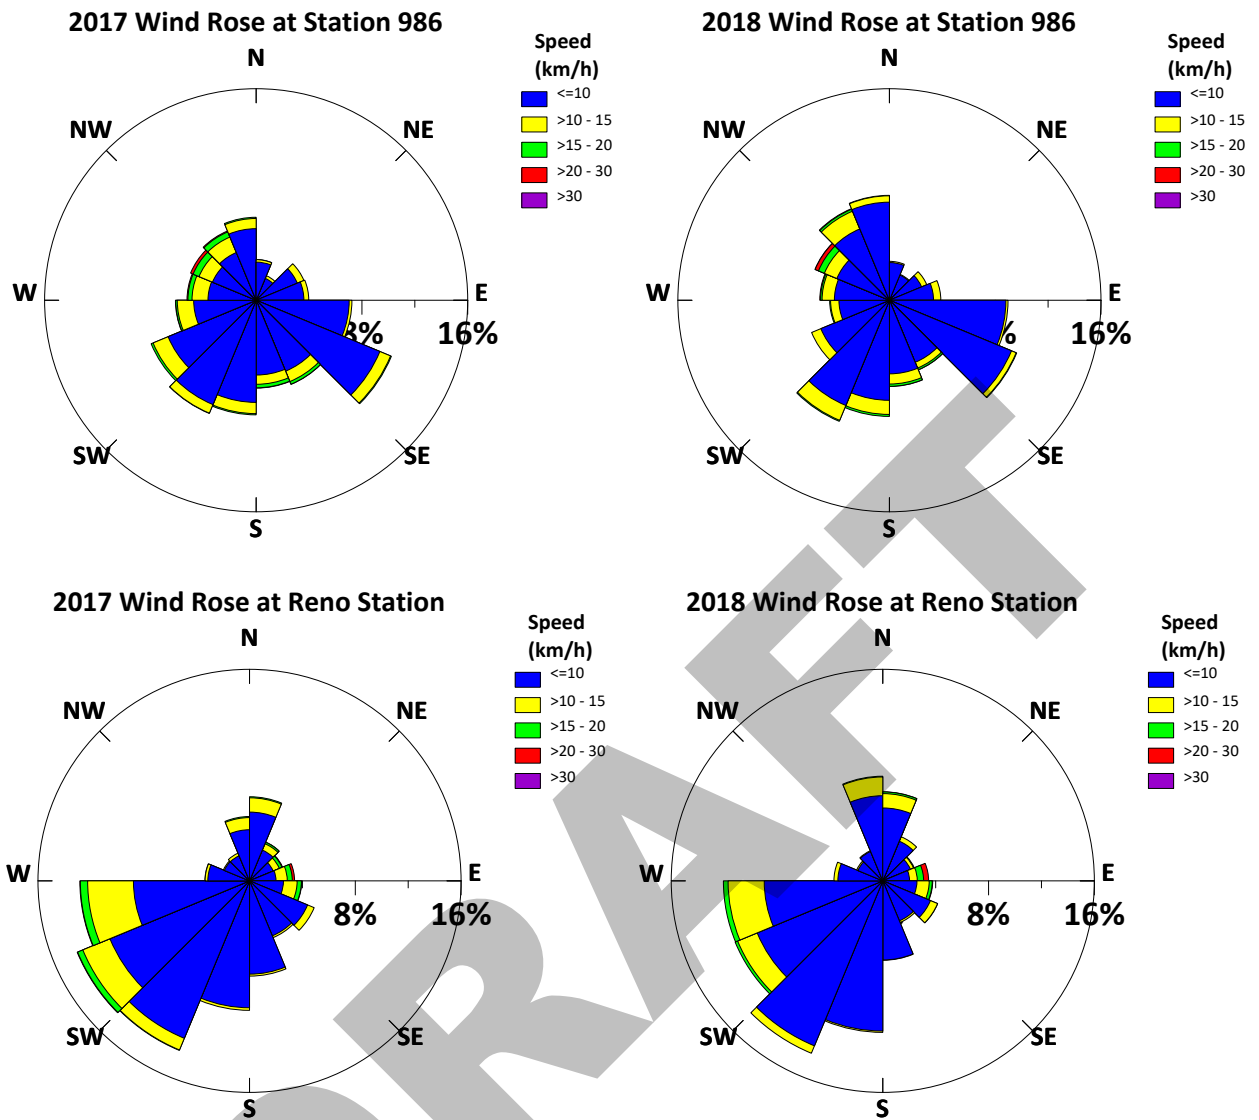 2017 Wind Rose at Station 986
N
NW
NE
W
E
8%
16%
SW
SE
S
Speed
(km/h)
<=10
>10 - 15
>15 - 20
>20 - 30
>30
2018 Wind Rose at Station 986
N
NW
NE
W
E
%
16%
SW
SE
S
Speed
(km/h)
<=10
>10 - 15
>15 - 20
>20 - 30
>30
2017 Wind Rose at Reno Station
N
NW
NE
W
E
8%
16%
SW
SE
S
Speed
(km/h)
<=10
>10 - 15
>15 - 20
>20 - 30
>30
2018 Wind Rose at Reno Station
N
NW
NE
W
E
8%
16%
SW
SE
S
Speed
(km/h)
<=10
>10 - 15
>15 - 20
>20 - 30
>30
DRAFT